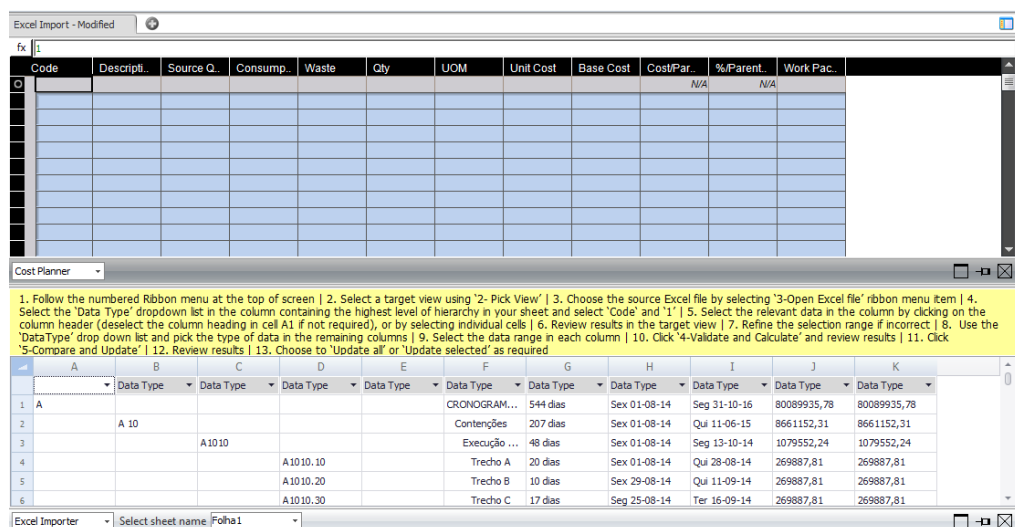 Excel Import - Modified
fx 1
Code Descripti.. Source Q.. Consump.. Waste Qty UOM Unit Cost Base Cost Cost/Par.. %/Parent.. Work Pac..
N/A N/A
Cost Planner
1. Follow the numbered Ribbon menu at the top of screen | 2. Select a target view using '2- Pick View' | 3. Choose the source Excel file by selecting '3-Open Excel file' ribbon menu item | 4.
Select the 'Data Type' dropdown list in the column containing the highest level of hierarchy in your sheet and select 'Code' and '1' | 5. Select the relevant data in the column by clicking on the
column header (deselect the column heading in cell A1 if not required), or by selecting individual cells | 6. Review results in the target view | 7. Refine the selection range if incorrect | 8. Use the
'DataType' drop down list and pick the type of data in the remaining columns | 9. Select the data range in each column | 10. Click '4-Validate and Calculate' and review results | 11. Click
'5-Compare and Update' | 12. Review results | 13. Choose to 'Update all' or 'Update selected' as required
A B C D E F G H I J K
Data Type Data Type Data Type Data Type Data Type Data Type Data Type Data Type Data Type Data Type
1 A CRONOGRAM... 544 dias Sex 01-08-14 Seg 31-10-16 80089935,78 80089935,78
2 A 10 Contenções 207 dias Sex 01-08-14 Qui 11-06-15 8661152,31 8661152,31
3 A1010 Execução ... 48 dias Sex 01-08-14 Seg 13-10-14 1079552,24 1079552,24
4 A1010.10 Trecho A 20 dias Sex 01-08-14 Qui 28-08-14 269887,81 269887,81
5 A1010.20 Trecho B 10 dias Sex 29-08-14 Qui 11-09-14 269887,81 269887,81
6 A1010.30 Trecho C 17 dias Seg 25-08-14 Ter 16-09-14 269887,81 269887,81
Excel Importer Select sheet name Folha1